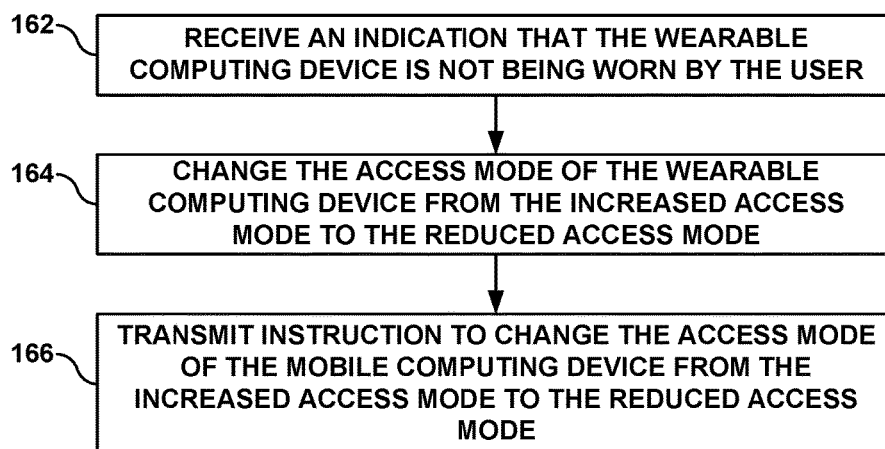 162
RECEIVE AN INDICATION THAT THE WEARABLE
COMPUTING DEVICE IS NOT BEING WORN BY THE USER
164
CHANGE THE ACCESS MODE OF THE WEARABLE
COMPUTING DEVICE FROM THE INCREASED ACCESS
MODE TO THE REDUCED ACCESS MODE
166
TRANSMIT INSTRUCTION TO CHANGE THE ACCESS MODE
OF THE MOBILE COMPUTING DEVICE FROM THE
INCREASED ACCESS MODE TO THE REDUCED ACCESS
MODE